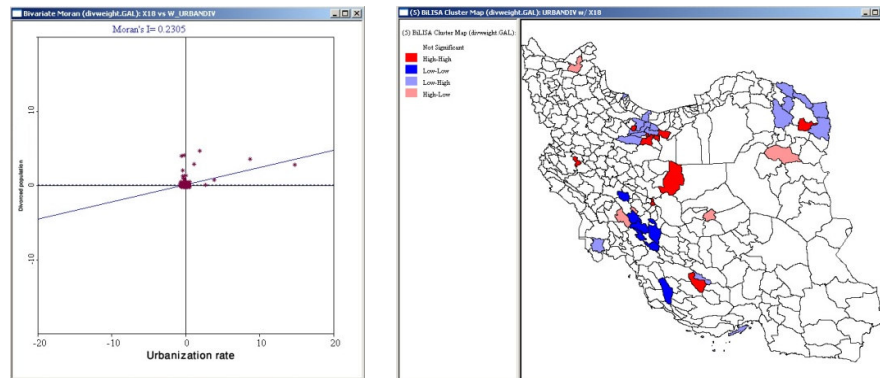 Bivariate Moran (divweight.GAL): X18 vs W_URBANDIV
Moran's I= 0.2305
10
0
-10
Divorced population
-20
-10
0
10
20
Urbanization rate
(5) BiLISA Cluster Map (divweight.GAL): URBANDIV w/ X18
(5) BiLISA Cluster Map (divweight.GAL):
Not Significant
High-High
Low-Low
Low-High
High-Low